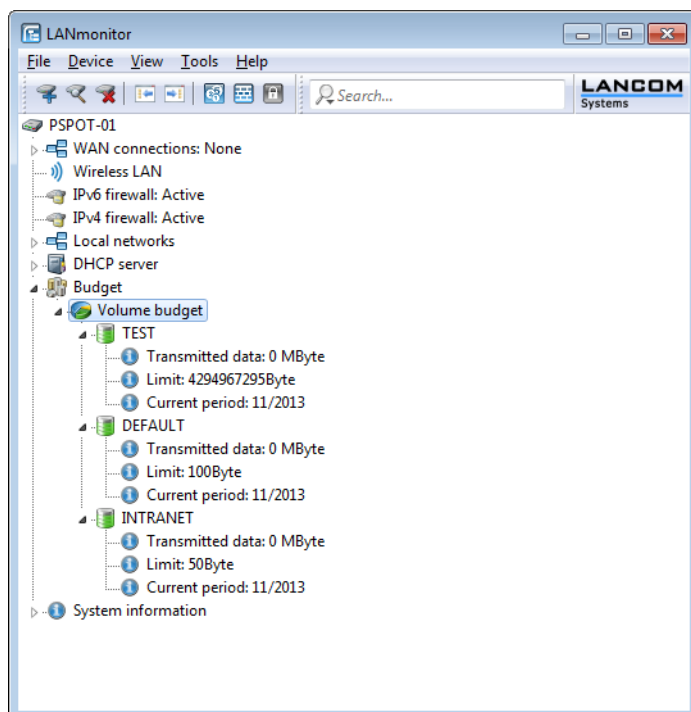 LANmonitor
File Device View Tools Help
Search...
LANCOM
Systems
PSPOT-01
WAN connections: None
Wireless LAN
IPv6 firewall: Active
IPv4 firewall: Active
Local networks
DHCP server
Budget
Volume budget
TEST
Transmitted data: 0 MByte
Limit: 4294967295Byte
Current period: 11/2013
DEFAULT
Transmitted data: 0 MByte
Limit: 100Byte
Current period: 11/2013
INTRANET
Transmitted data: 0 MByte
Limit: 50Byte
Current period: 11/2013
System information